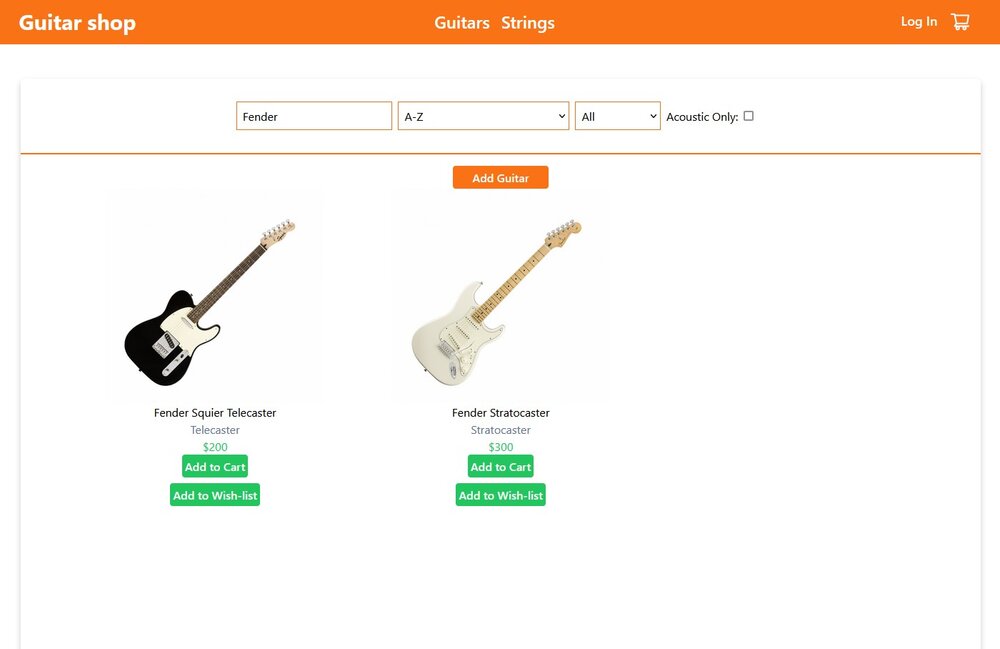 Guitar shop
Guitars Strings
Log In
Fender
A-Z
All
Acoustic Only:
Add Guitar
Fender Squier Telecaster
Telecaster
$200
Add to Cart
Add to Wish-list
Fender Stratocaster
Stratocaster
$300
Add to Cart
Add to Wish-list